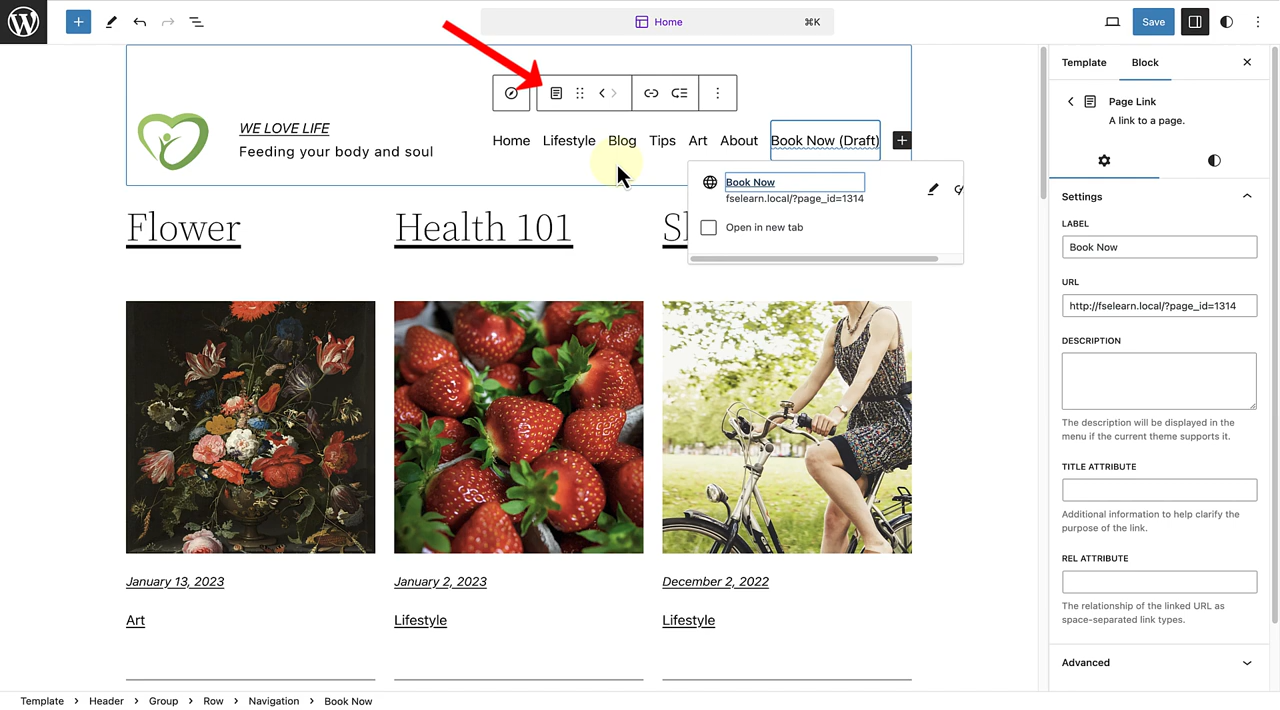 Home
⌘K
Save
WE LOVE LIFE
Feeding your body and soul
Home Lifestyle Blog Tips Art About Book Now (Draft)
Book Now
fselearn.local/?page_id=1314
Open in new tab
Flower
Health 101
January 13, 2023
Art
January 2, 2023
Lifestyle
December 2, 2022
Lifestyle
Template Block
Page Link
A link to a page.
Settings
LABEL
Book Now
URL
http://fselearn.local/?page_id=1314
DESCRIPTION
The description will be displayed in the
menu if the current theme supports it.
TITLE ATTRIBUTE
Additional information to help clarify the
purpose of the link.
REL ATTRIBUTE
The relationship of the linked URL as
space-separated link types.
Advanced
Template > Header > Group > Row > Navigation > Book Now